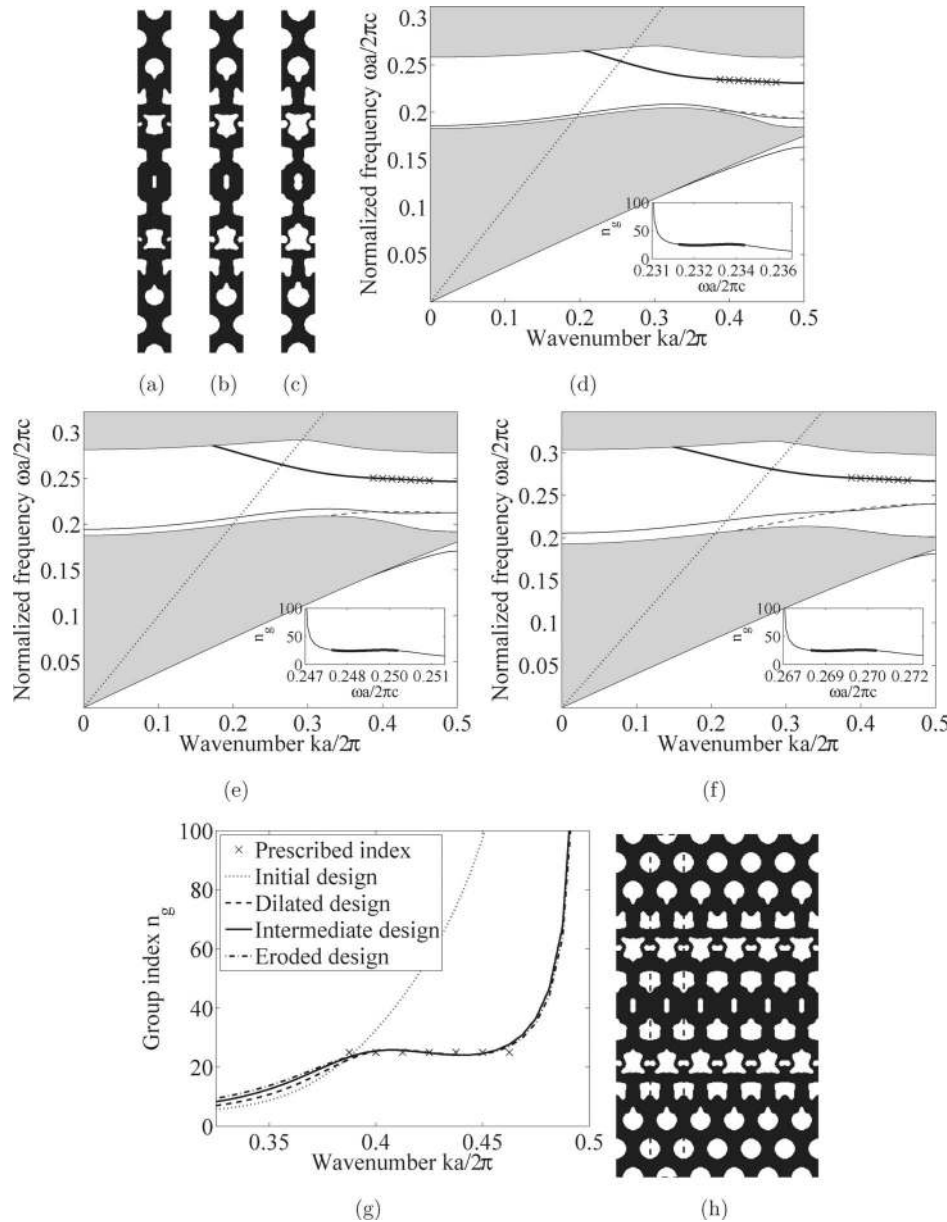 Normalized frequency ωa/2πc
0.3
0.25
0.2
0.15
0.1
0.05
n_g
100
50
0
0.231 0.232 0.234 0.236
ωa/2πc
0 0.1 0.2 0.3 0.4 0.5
Wavenumber ka/2π
(a) (b) (c) (d)
Normalized frequency ωa/2πc
0.3
0.25
0.2
0.15
0.1
0.05
n_g
100
50
0
0.247 0.248 0.250 0.251
ωa/2πc
0 0.1 0.2 0.3 0.4 0.5
Wavenumber ka/2π
(e)
Normalized frequency ωa/2πc
0.3
0.25
0.2
0.15
0.1
0.05
n_g
100
50
0
0.267 0.269 0.270 0.272
ωa/2πc
0 0.1 0.2 0.3 0.4 0.5
Wavenumber ka/2π
(f)
Group index n_g
100
80
60
40
20
0
Prescribed index
Initial design
Dilated design
Intermediate design
Eroded design
0.35 0.4 0.45 0.5
Wavenumber ka/2π
(g) (h)